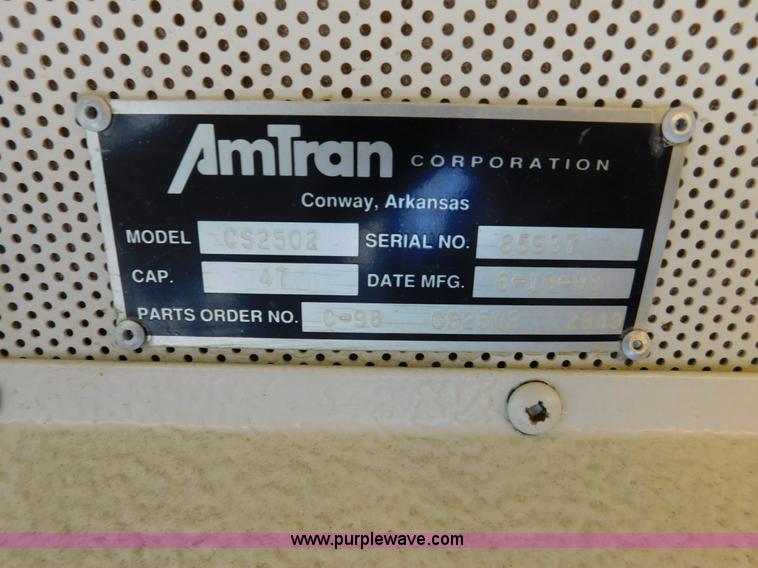 AmTran CORPORATION
Conway, Arkansas
MODEL CS2502 SERIAL NO. 85937
CAP. 47 DATE MFG.
PARTS ORDER NO. C-98 CS2502
www.purplewave.com